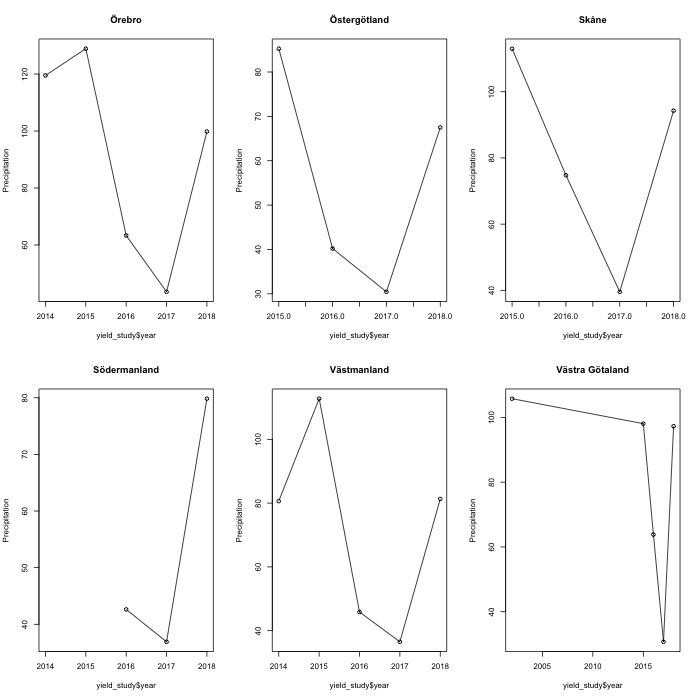 Örebro
Östergötland
Skåne
Precipitation
60
80
100
120
2014 2015 2016 2017 2018
yield_study$year
Precipitation
30
40
50
60
70
80
2015.0 2016.0 2017.0 2018.0
yield_study$year
Precipitation
40
60
80
100
2015.0 2016.0 2017.0 2018.0
yield_study$year
Södermanland
Västmanland
Västra Götaland
Precipitation
40
50
60
70
80
2014 2015 2016 2017 2018
yield_study$year
Precipitation
40
60
80
100
2014 2015 2016 2017 2018
yield_study$year
Precipitation
40
60
80
100
2005 2010 2015
yield_study$year